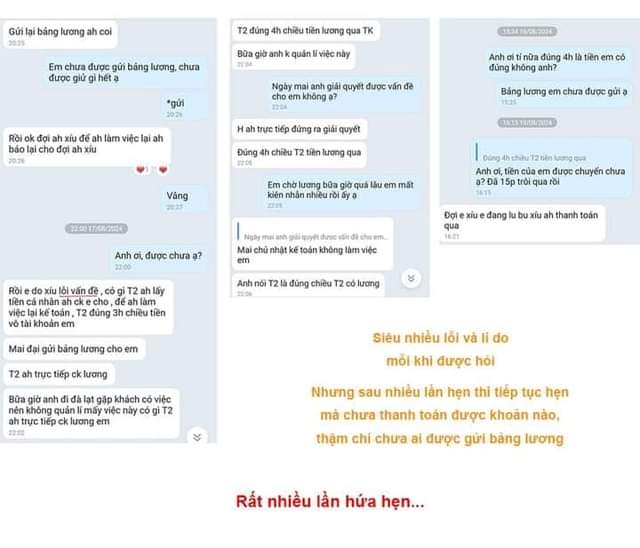 Gửi lại bảng lương ah coi
20:25
Em chưa được gửi bảng lương, chưa
được giử gì hết ạ
*gửi
20:26
Rồi ok đợi ah xíu để ah làm việc lại ah
báo lại cho đợi ah xíu
20:26
Vâng
20:27
22:00 17/08/2024
Anh ơi, được chưa ạ?
22:00
Rồi e do xíu lỗi vấn đề , có gì T2 ah lấy
tiền cá nhân ah ck e cho , để ah làm
việc lại kế toán , T2 đúng 3h chiều tiền
vô tài khoản em
Mai đại gửi bảng lương cho em
T2 ah trực tiếp ck lương
Bữa giờ anh đi đà lạt gặp khách có việc
nên không quản lí mấy việc này có gì T2
ah trực tiếp ck lương em
22:02
T2 đúng 4h chiều tiền lương qua TK
Bữa giờ anh k quản lí việc này
22:04
Ngày mai anh giải quyết được vấn đề
cho em không ạ?
22:04
H ah trực tiếp đứng ra giải quyết
Đúng 4h chiều T2 tiền lương qua
22:05
Em chờ lương bữa giờ quá lâu em mất
kiên nhẫn nhiều rồi ấy ạ
22:05
Ngày mai anh giải quyết được vấn đề cho em...
Mai chủ nhật kế toán không làm việc
em
Anh nói T2 là đúng chiều T2 có lương
22:06
15:34 19/08/2024
Anh ơi tí nữa đúng 4h là tiền em có
đúng không anh?
Bảng lương em chưa được gửi ạ
15:35
16:15 19/08/2024
Đúng 4h chiều T2 tiền lương qua
Anh ơi, tiền của em được chuyển chưa
ạ? Đã 15p trôi qua rồi
16:15
Đợi e xíu e đang lu bu xíu ah thanh toán
qua
16:21
Siêu nhiều lỗi và lí do
mỗi khi được hỏi
Nhưng sau nhiều lần hẹn thì tiếp tục hẹn
mà chưa thanh toán được khoản nào,
thậm chí chưa ai được gửi bảng lương
Rất nhiều lần hứa hẹn...